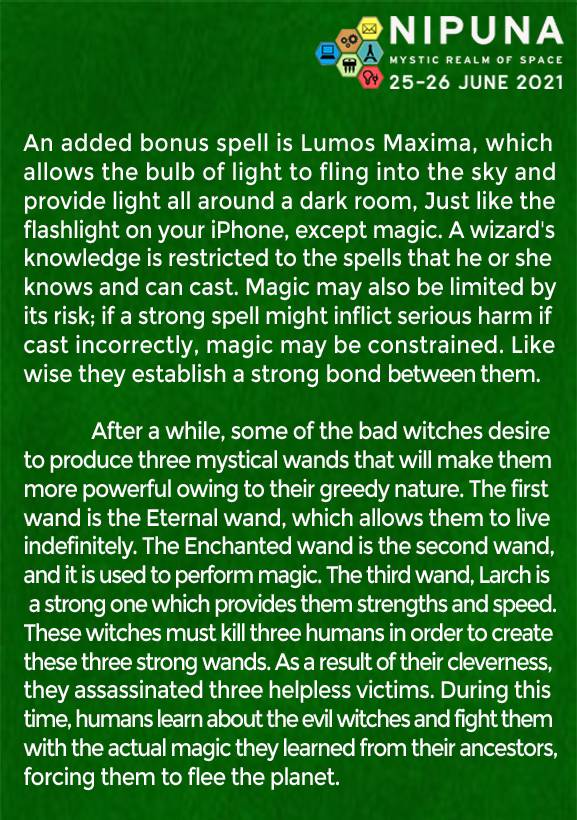 NIPUNA
MYSTIC REALM OF SPACE
25-26 JUNE 2021
An added bonus spell is Lumos Maxima, which
allows the bulb of light to fling into the sky and
provide light all around a dark room, Just like the
flashlight on your iPhone, except magic. A wizard's
knowledge is restricted to the spells that he or she
knows and can cast. Magic may also be limited by
its risk; if a strong spell might inflict serious harm if
cast incorrectly, magic may be constrained. Like
wise they establish a strong bond between them.
After a while, some of the bad witches desire
to produce three mystical wands that will make them
more powerful owing to their greedy nature. The first
wand is the Eternal wand, which allows them to live
indefinitely. The Enchanted wand is the second wand,
and it is used to perform magic. The third wand, Larch is
a strong one which provides them strengths and speed.
These witches must kill three humans in order to create
these three strong wands. As a result of their cleverness,
they assassinated three helpless victims. During this
time, humans learn about the evil witches and fight them
with the actual magic they learned from their ancestors,
forcing them to flee the planet.